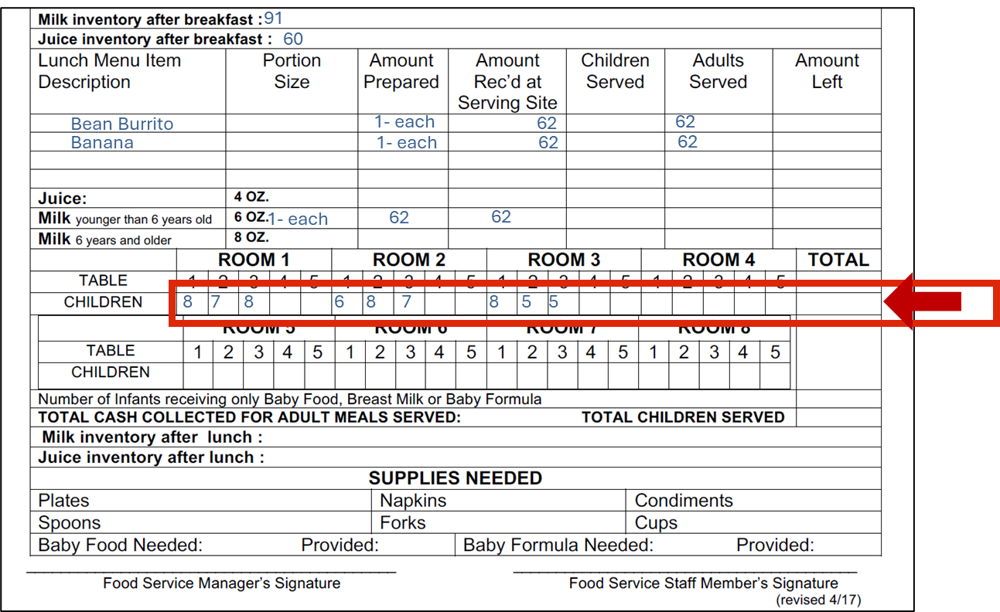 Milk inventory after breakfast : 91
Juice inventory after breakfast : 60
Lunch Menu Item Description Portion Size Amount Prepared Amount Rec'd at Serving Site Children Served Adults Served Amount Left
Bean Burrito 1- each 62 62
Banana 1- each 62 62
Juice: 4 OZ.
Milk younger than 6 years old 6 OZ. 1- each 62 62
Milk 6 years and older 8 OZ.
ROOM 1 ROOM 2 ROOM 3 ROOM 4 TOTAL
TABLE 1 2 3 4 5 1 2 3 4 5 1 2 3 4 5 1 2 3 4 5
CHILDREN 8 7 8 6 8 7 8 5 5
ROOM 5 ROOM 6 ROOM 7 ROOM 8
TABLE 1 2 3 4 5 1 2 3 4 5 1 2 3 4 5 1 2 3 4 5
CHILDREN
Number of Infants receiving only Baby Food, Breast Milk or Baby Formula
TOTAL CASH COLLECTED FOR ADULT MEALS SERVED: TOTAL CHILDREN SERVED
Milk inventory after lunch :
Juice inventory after lunch :
SUPPLIES NEEDED
Plates Napkins Condiments
Spoons Forks Cups
Baby Food Needed: Provided: Baby Formula Needed: Provided:
Food Service Manager's Signature Food Service Staff Member's Signature
(revised 4/17)